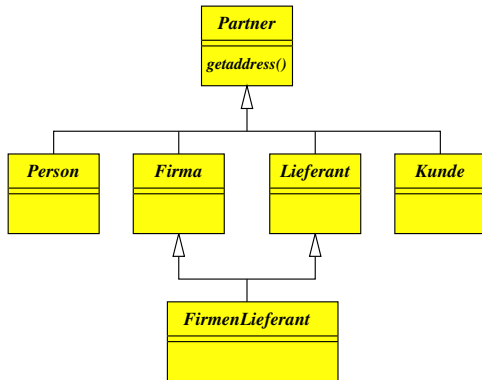 Partner
getaddress()
Person
Firma
Lieferant
Kunde
FirmenLieferant